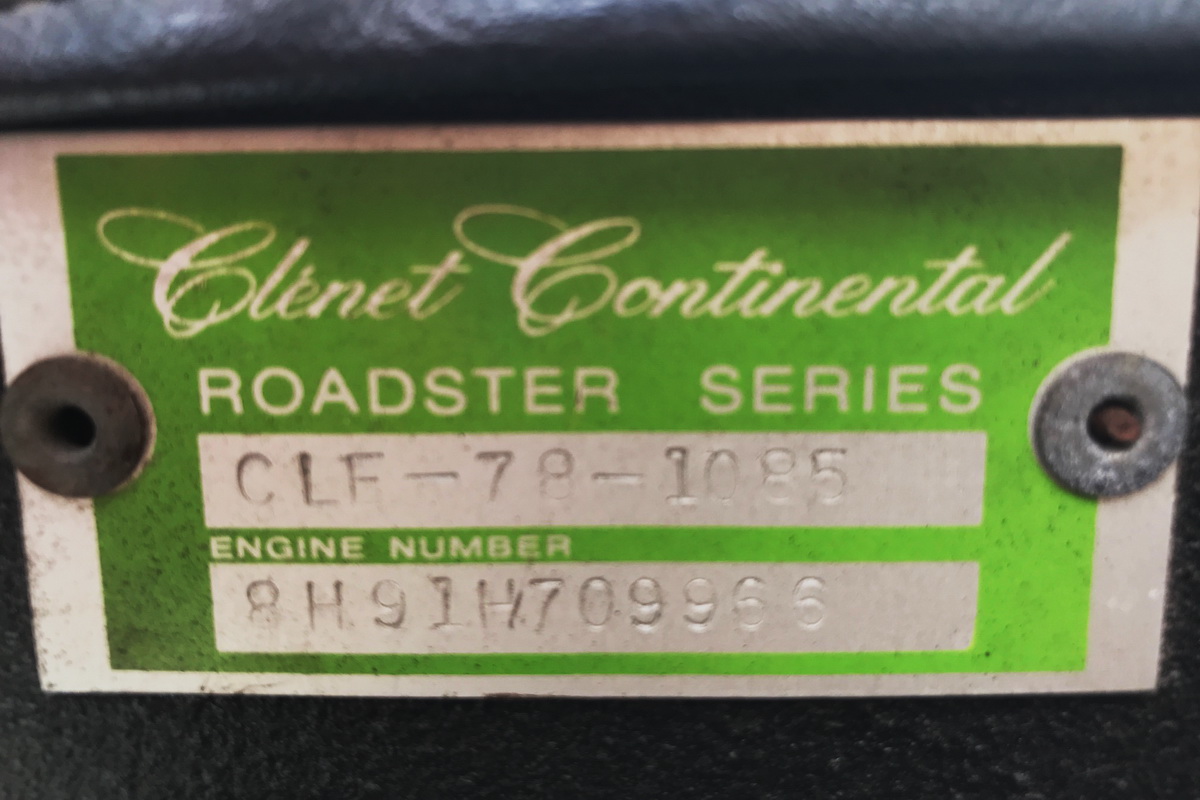 Clénet Continental
ROADSTER SERIES
CLF-78-1085
ENGINE NUMBER
8H91H709966